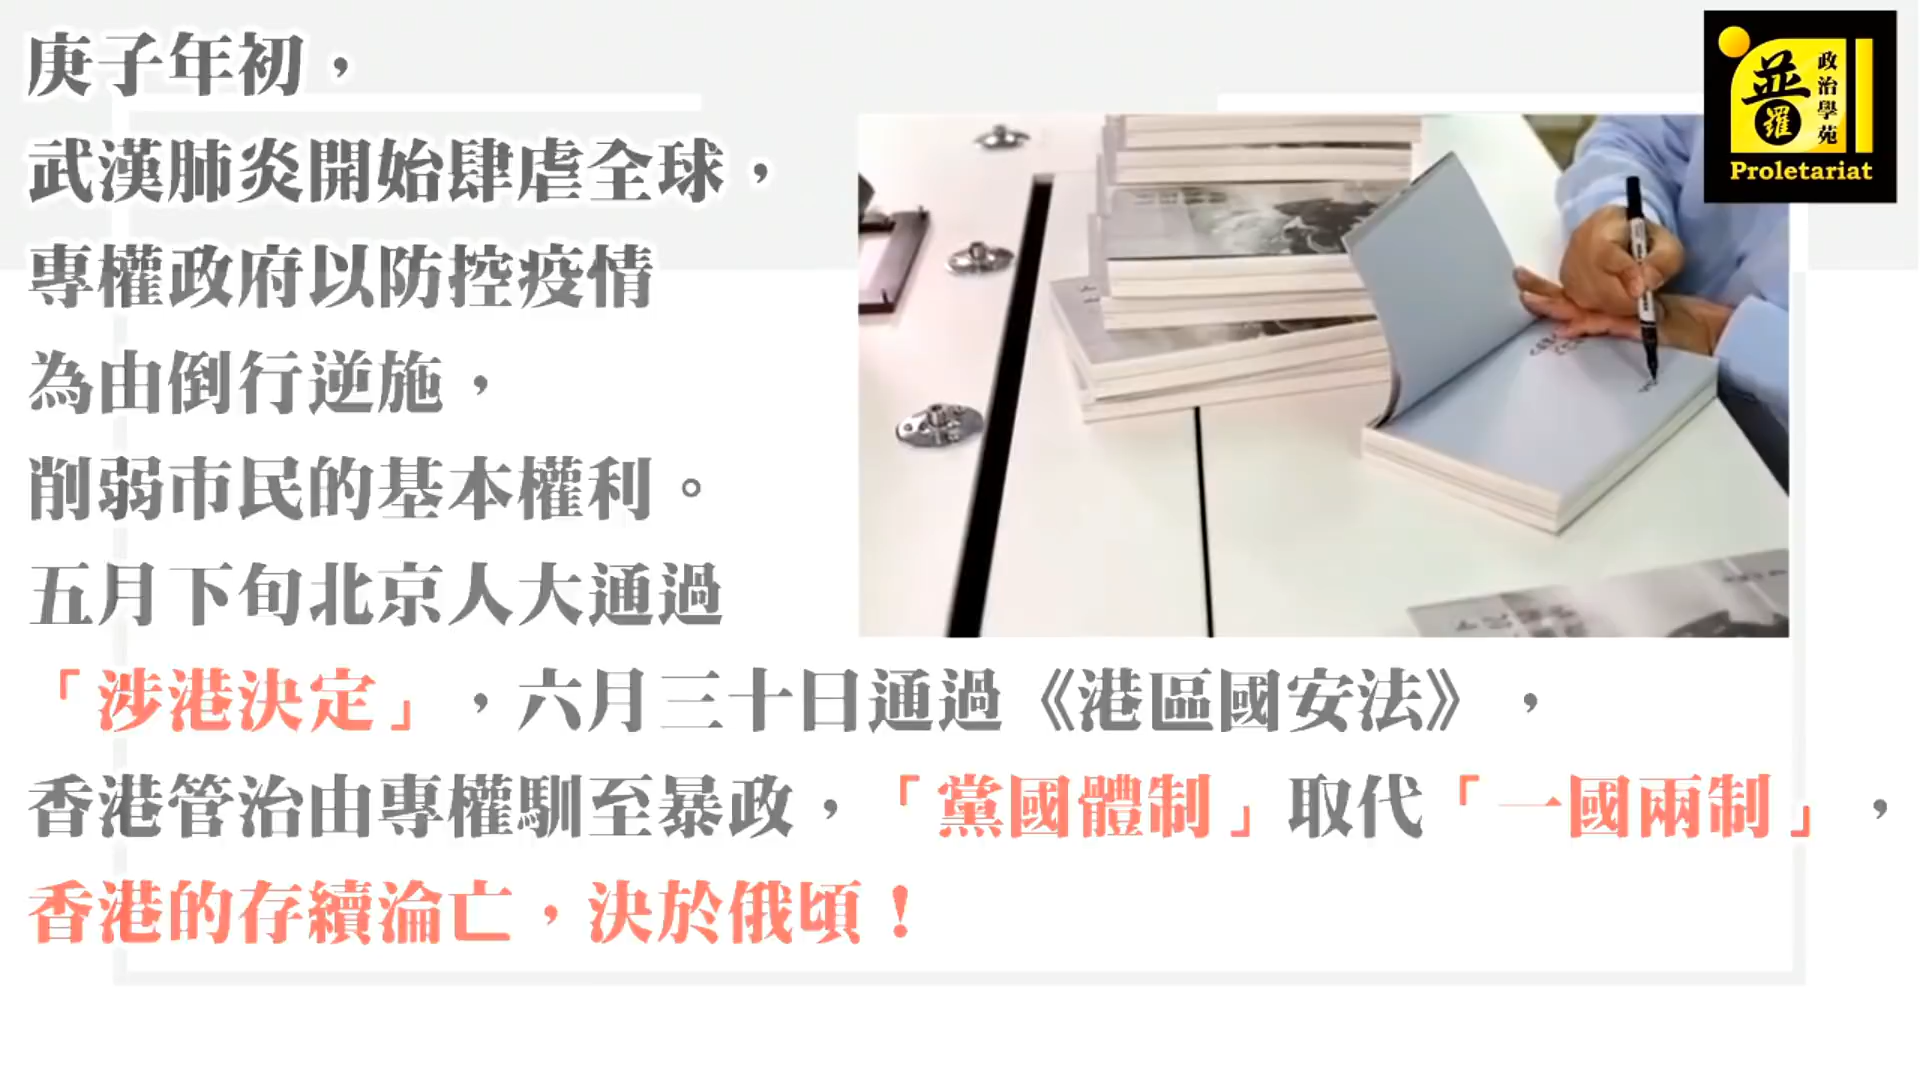 庚子年初，
武漢肺炎開始肆虐全球，
專權政府以防控疫情
為由倒行逆施，
削弱市民的基本權利。
五月下旬北京人大通過
「涉港決定」，六月三十日通過《港區國安法》，
香港管治由專權馴至暴政，「黨國體制」取代「一國兩制」，
香港的存續淪亡，決於俄頃！
普羅
政治學苑
Proletariat